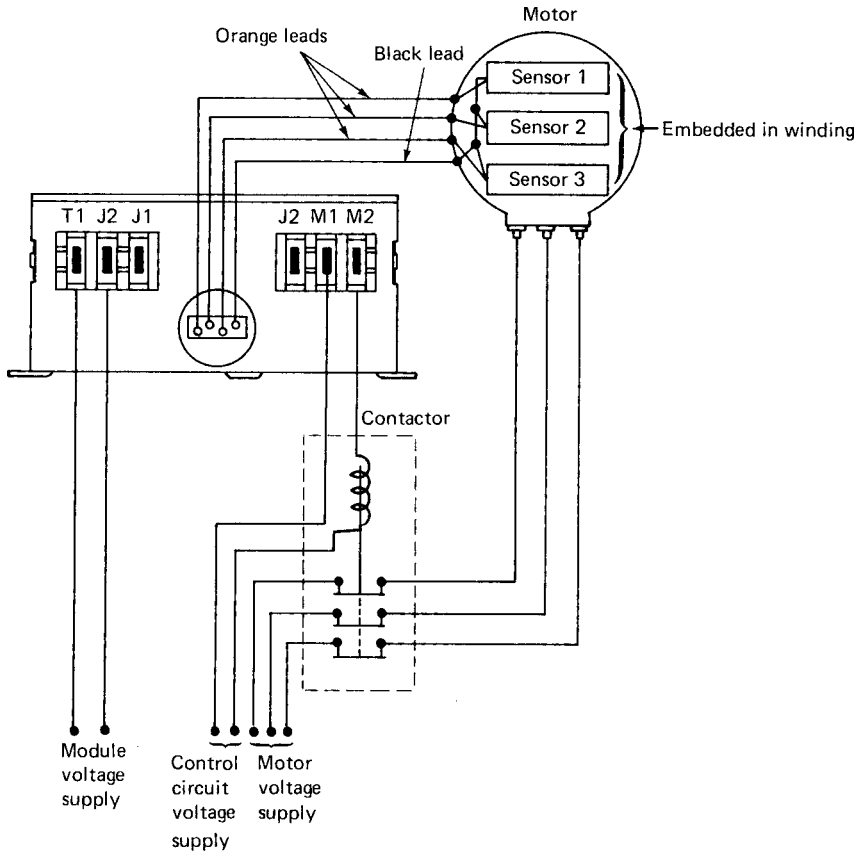 Motor
Orange leads
Black lead
Sensor 1
Sensor 2
Embedded in winding
Sensor 3
T1 J2 J1
J2 M1 M2
Contactor
Module
voltage
supply
Control
circuit
voltage
supply
Motor
voltage
supply